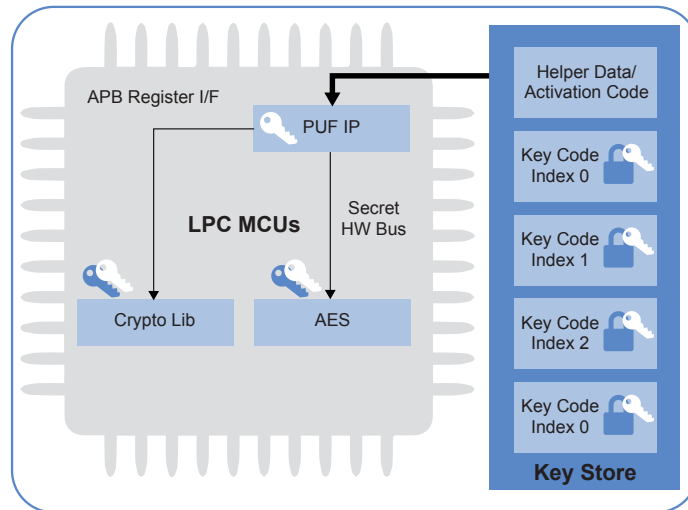 APB Register I/F
PUF IP
Secret
HW Bus
LPC MCUs
Crypto Lib
AES
Helper Data/
Activation Code
Key Code
Index 0
Key Code
Index 1
Key Code
Index 2
Key Code
Index 0
Key Store